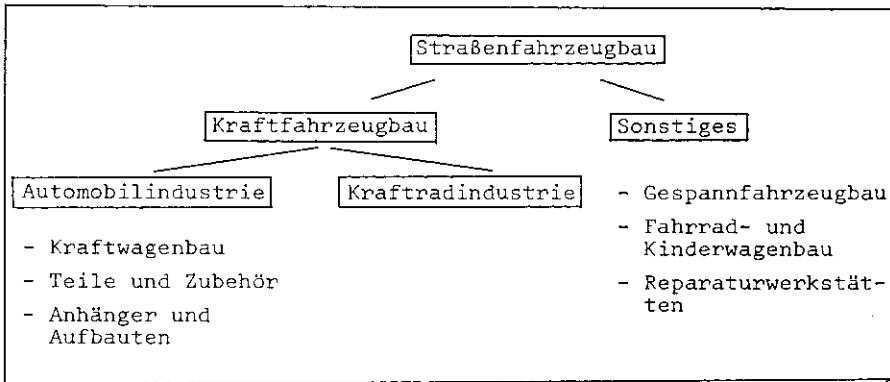 Straßenfahrzeugbau
Kraftfahrzeugbau
Sonstiges
Automobilindustrie
Kraftradindustrie
- Kraftwagenbau
- Teile und Zubehör
- Anhänger und
Aufbauten
- Gespannfahrzeugbau
- Fahrrad- und
Kinderwagenbau
- Reparaturwerkstät-
ten